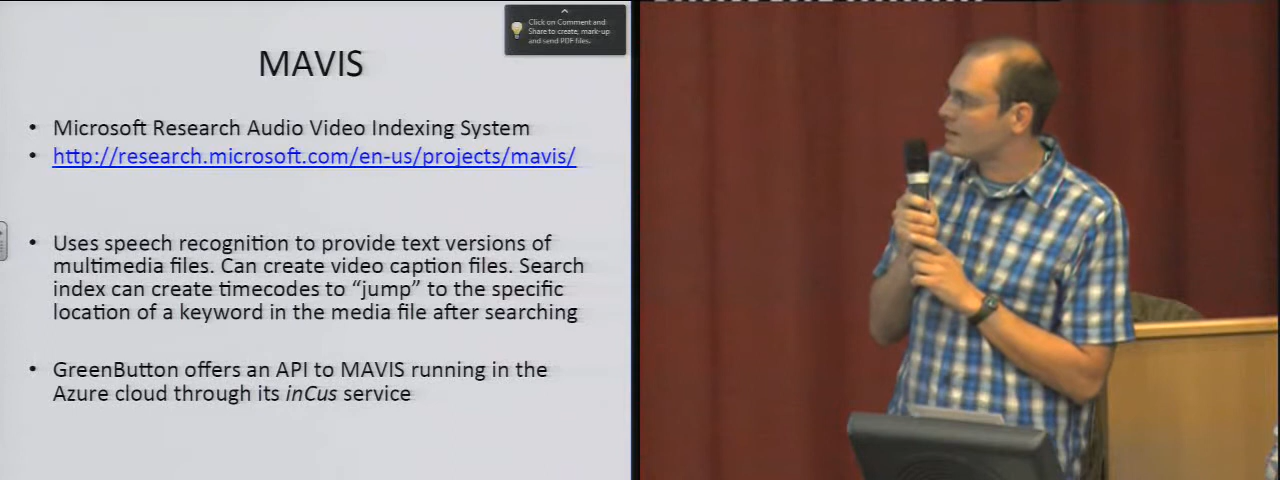 MAVIS
Click on Comment and
Share to create, mark-up
and send PDF files.
• Microsoft Research Audio Video Indexing System
• http://research.microsoft.com/en-us/projects/mavis/
• Uses speech recognition to provide text versions of
multimedia files. Can create video caption files. Search
index can create timecodes to “jump” to the specific
location of a keyword in the media file after searching
• GreenButton offers an API to MAVIS running in the
Azure cloud through its inCus service